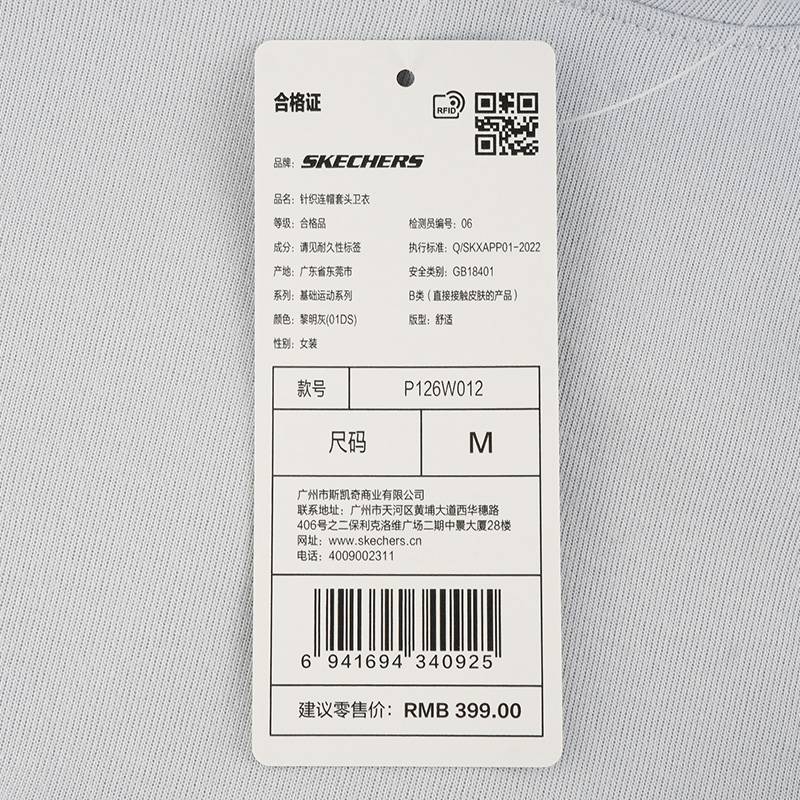 合格证
RFID
品牌: SKECHERS
品名: 针织连帽套头卫衣
等级: 合格品 检测员编号: 06
成分: 请见耐久性标签 执行标准: Q/SKXAPP01-2022
产地: 广东省东莞市 安全类别: GB18401
系列: 基础运动系列 B类 (直接接触皮肤的产品)
颜色: 黎明灰(01DS) 版型: 舒适
性别: 女装
款号 P126W012
尺码 M
广州市斯凯奇商业有限公司
联系地址: 广州市天河区黄埔大道西华穗路
406号之二保利克洛维广场二期中景大厦28楼
网址: www.skechers.cn
电话: 4009002311
6 941694 340925
建议零售价: RMB 399.00